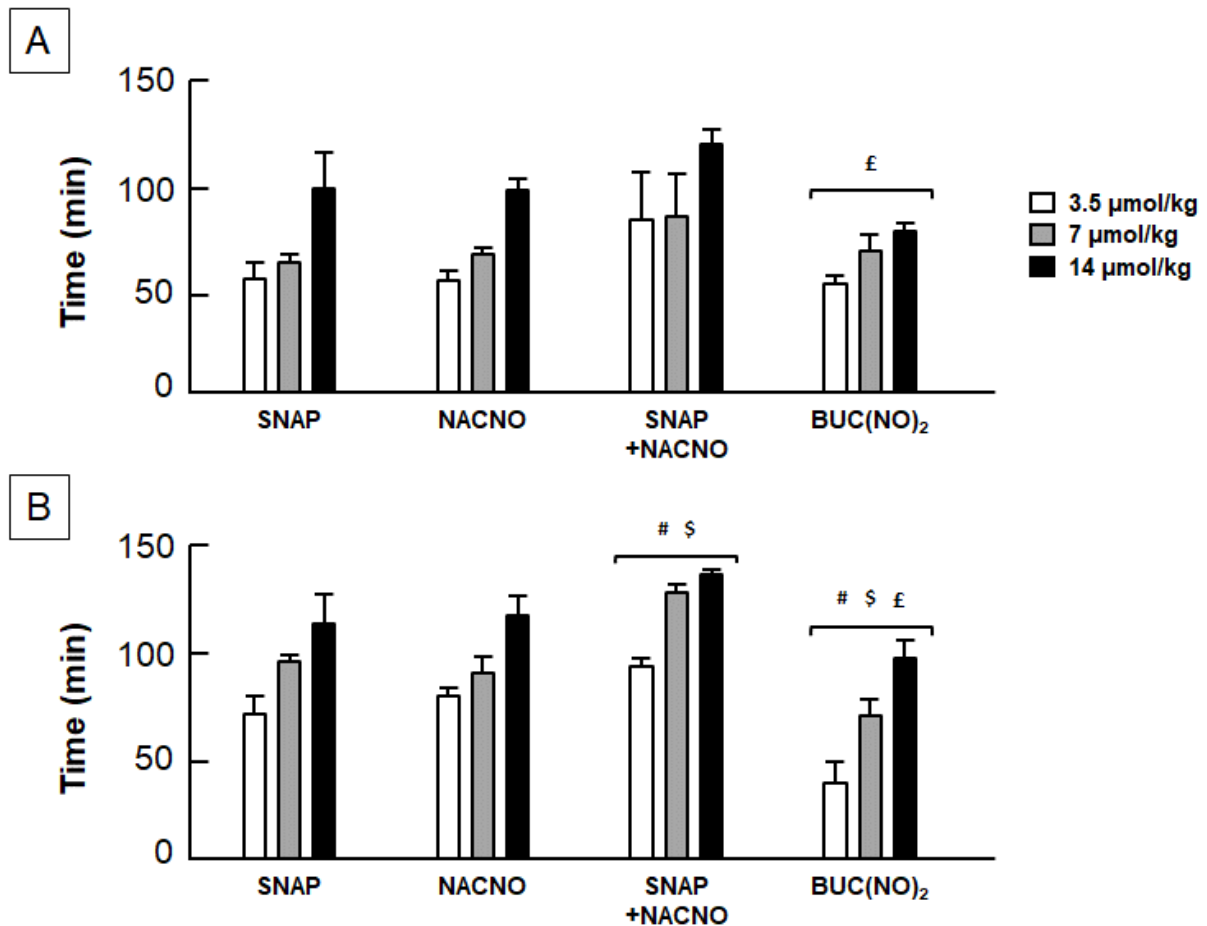 A
150
100
50
0
Time (min)
£
3.5 µmol/kg
7 µmol/kg
14 µmol/kg
SNAP
NACNO
SNAP
+NACNO
BUC(NO)₂
B
150
100
50
0
Time (min)
# $
# $ £
SNAP
NACNO
SNAP
+NACNO
BUC(NO)₂